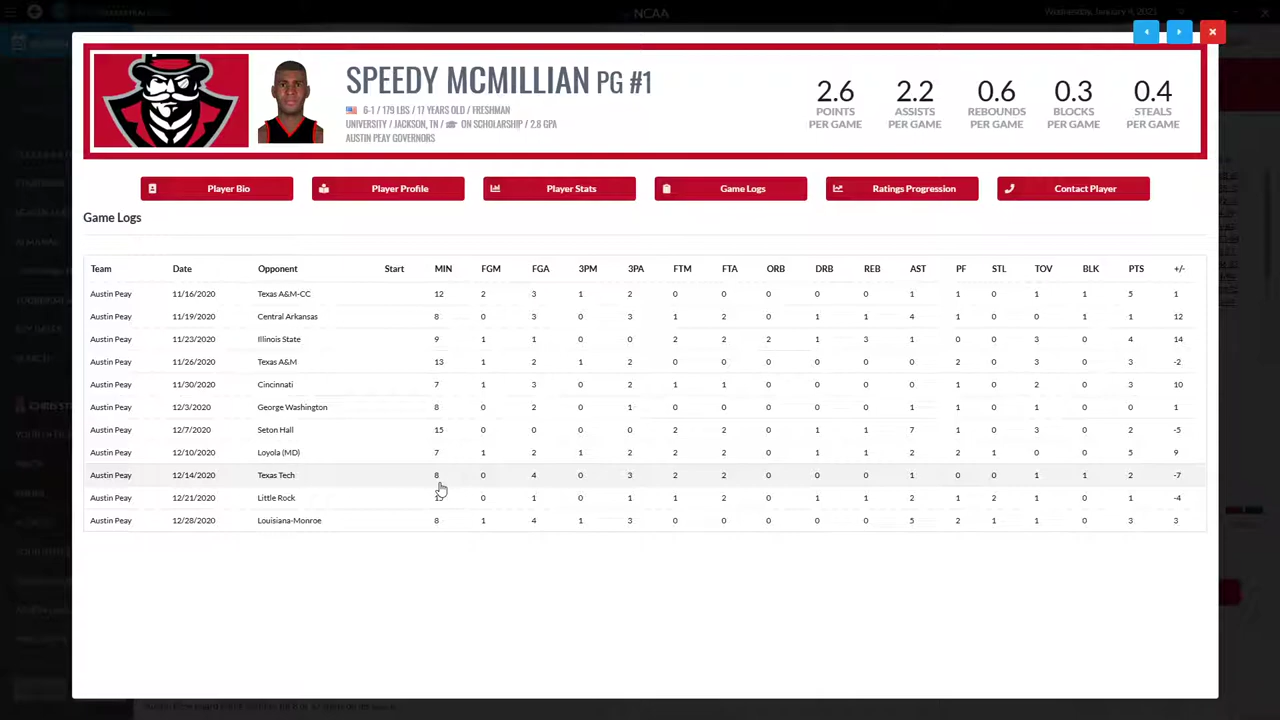 NCAA
Wednesday, January 9, 2021
SPEEDY MCMILLIAN PG #1
6-1 / 179 LBS / 17 YEARS OLD / FRESHMAN
UNIVERSITY / JACKSON, TN / ON SCHOLARSHIP / 2.8 GPA
AUSTIN PEAY GOVERNORS
2.6 2.2 0.6 0.3 0.4
POINTS ASSISTS REBOUNDS BLOCKS STEALS
PER GAME PER GAME PER GAME PER GAME PER GAME
Player Bio Player Profile Player Stats Game Logs Ratings Progression Contact Player
Game Logs
Team Date Opponent Start MIN FGM FGA 3PM 3PA FTM FTA ORB DRB REB AST PF STL TOV BLK PTS +/-
Austin Peay 11/16/2020 Texas A&M-CC 12 2 3 1 2 0 0 0 0 0 1 1 0 1 1 5 1
Austin Peay 11/19/2020 Central Arkansas 8 0 3 0 3 1 2 0 1 1 4 1 0 0 1 1 12
Austin Peay 11/23/2020 Illinois State 9 1 1 0 0 2 2 2 1 3 1 0 0 3 0 4 14
Austin Peay 11/26/2020 Texas A&M 13 1 2 1 2 0 0 0 0 0 0 2 0 3 0 3 -2
Austin Peay 11/30/2020 Cincinnati 7 1 3 0 2 1 1 0 0 0 0 1 0 2 0 3 10
Austin Peay 12/3/2020 George Washington 8 0 2 0 1 0 0 0 0 0 1 1 0 1 0 0 1
Austin Peay 12/7/2020 Seton Hall 15 0 0 0 0 2 2 0 1 1 7 1 0 3 0 2 -5
Austin Peay 12/10/2020 Loyola (MD) 7 1 2 1 2 2 2 0 0 0 2 2 1 0 0 5 9
Austin Peay 12/14/2020 Texas Tech 8 0 4 0 3 2 2 0 0 0 1 0 0 1 1 2 -7
Austin Peay 12/21/2020 Little Rock 0 1 0 1 1 2 0 1 1 2 1 2 1 0 1 -4
Austin Peay 12/28/2020 Louisiana-Monroe 8 1 4 1 3 0 0 0 0 0 5 2 1 1 0 3 3